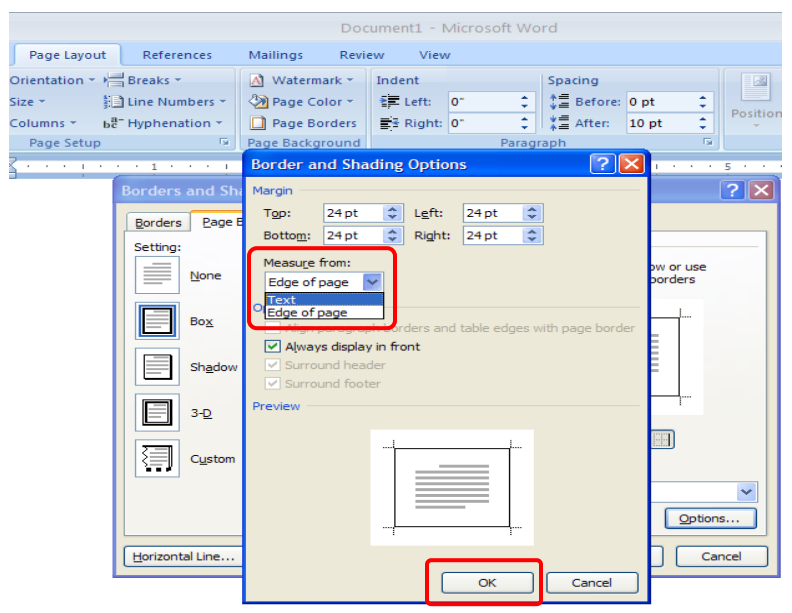 Document1 - Microsoft Word
Page Layout References Mailings Review View
Orientation Breaks Watermark Indent Spacing
Size Line Numbers Page Color Left: 0" Before: 0 pt
Columns Hyphenation Page Borders Right: 0" After: 10 pt Position
Page Setup Page Background Paragraph
1 5
Border and Shading Options
Borders and Sha
Margin
Borders Page B
Top: 24 pt Left: 24 pt
Bottom: 24 pt Right: 24 pt
Setting:
Measure from:
None Edge of page ow or use
borders
Text
Edge of page
Box
Align paragraph borders and table edges with page border
Always display in front
Shadow Surround header
Surround footer
Preview
3-D
Custom
Options...
Horizontal Line... Cancel
OK Cancel